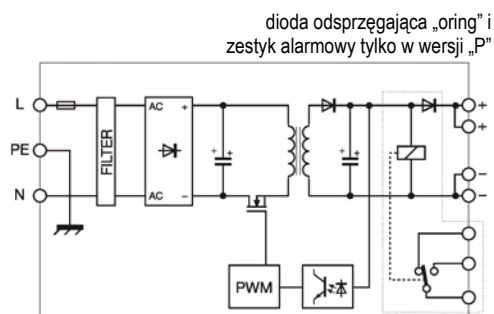 dioda odsprzęgająca „oring” i
zestyk alarmowy tylko w wersji „P”
L
AC +
+
+
PE
FILTER
+ +
+
−
N
AC −
−
PWM